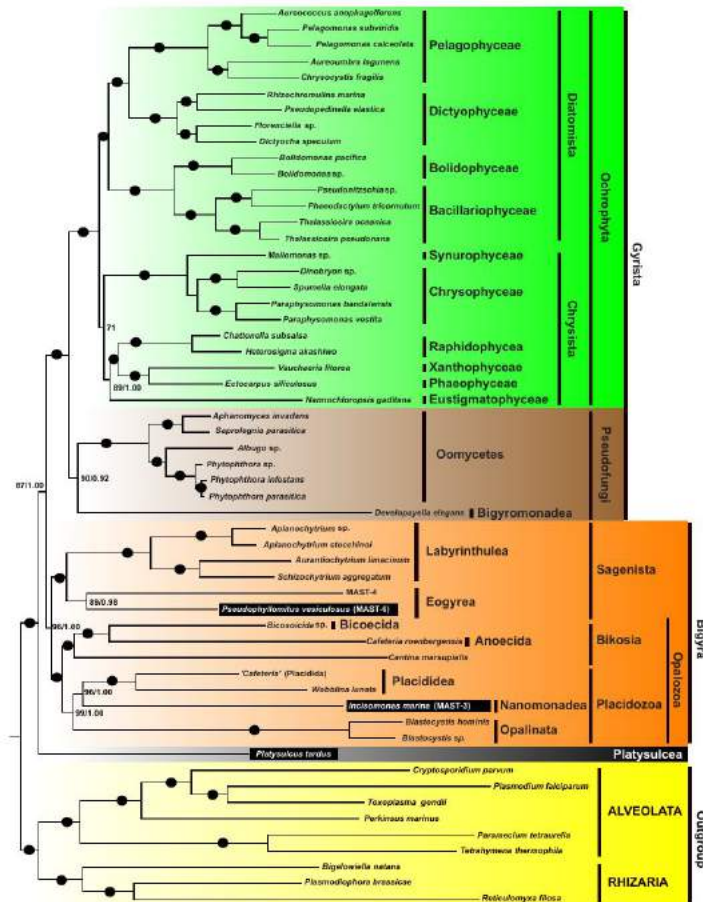 Aureococcus anophagefferens
Pelagomonas subviridis
Pelagomonas calceolata
Pelagophyceae
Aureoumbra lagunens
Chrysocystis fragilis
Rhizochromulina marina
Pseudopedinella elastica
Dictyophyceae
Florenciella sp.
Dictyocha speculum
Diatomista
Bolidomonas pacifica
Bolidophyceae
Bolidomonas sp.
Pseudonitzschia sp.
Phaeodactylum tricornutum
Bacillariophyceae
Thalassiosira oceanica
Thalassiosira pseudonana
Ochrophyta
Gyrista
Mallomonas sp.
Synurophyceae
Dinobryon sp.
Spumella elongata
Chrysophyceae
Paraphysomonas bandaiensis
Paraphysomonas vestita
Chrysista
71
Chattonella subsalsa
Raphidophycea
Heterosigma akashiwo
Vaucheria litorea
Xanthophyceae
89/1.00
Ectocarpus siliculosus
Phaeophyceae
Nannochloropsis gaditana
Eustigmatophyceae
Aphanomyces invadans
Saprolegnia parasitica
Albugo sp.
Oomycetes
Phytophthora sp.
90/0.92
Phytophthora infestans
Phytophthora parasitica
Pseudofungi
87/1.00
Developayella elegans
Bigyromonadea
Aplanochytrium sp.
Aplanochytrium stocchinoi
Labyrinthulea
Aurantiochytrium limacinum
Schizochytrium aggregatum
Sagenista
MAST-4
Eogyrea
89/0.98
Pseudophyllomitus vesiculosus (MAST-6)
96/1.00
Bicosoicida sp.
Bicoecida
Cafeteria roenbergensis
Anoecida
Bikosia
Cantina marsupialis
Bigyra
Opalozoa
'Cafeteria' (Placidida)
Placididea
96/1.00
Wobblina lunata
Incisomonas marina (MAST-3)
Nanomonadea
Placidozoa
99/1.00
Blastocystis hominis
Opalinata
Blastocystis sp.
Platysulcus tardus
Platysulcea
Cryptosporidium parvum
Plasmodium falciparum
Toxoplasma gondii
ALVEOLATA
Perkinsus marinus
Paramecium tetraurelia
Tetrahymena thermophila
Outgroup
Bigelowiella natans
Plasmodiophora brassicae
RHIZARIA
Reticulomyxa filosa